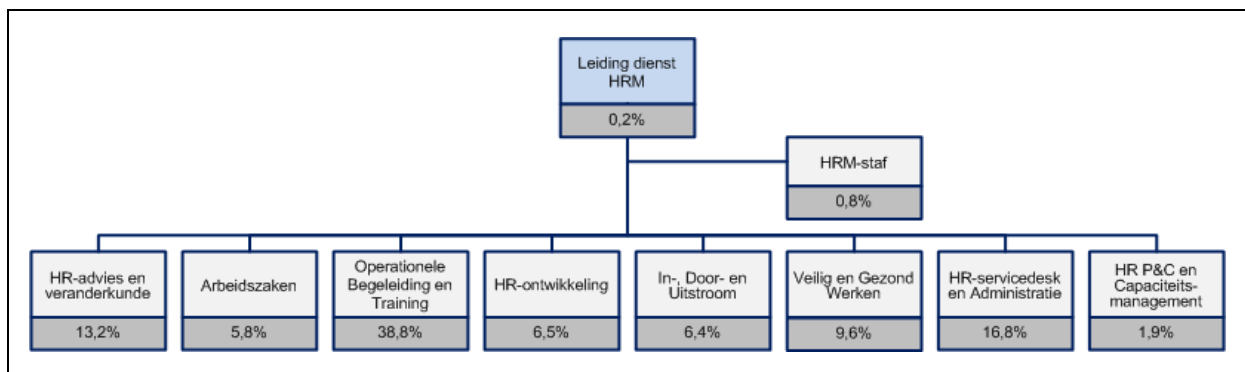 Leiding dienst
HRM
0,2%
HRM-staf
0,8%
HR-advies en
veranderkunde
13,2%
Arbeidszaken
5,8%
Operationele
Begeleiding en
Training
38,8%
HR-ontwikkeling
6,5%
In-, Door- en
Uitstroom
6,4%
Veilig en Gezond
Werken
9,6%
HR-servicedesk
en Administratie
16,8%
HR P&C en
Capaciteits-
management
1,9%